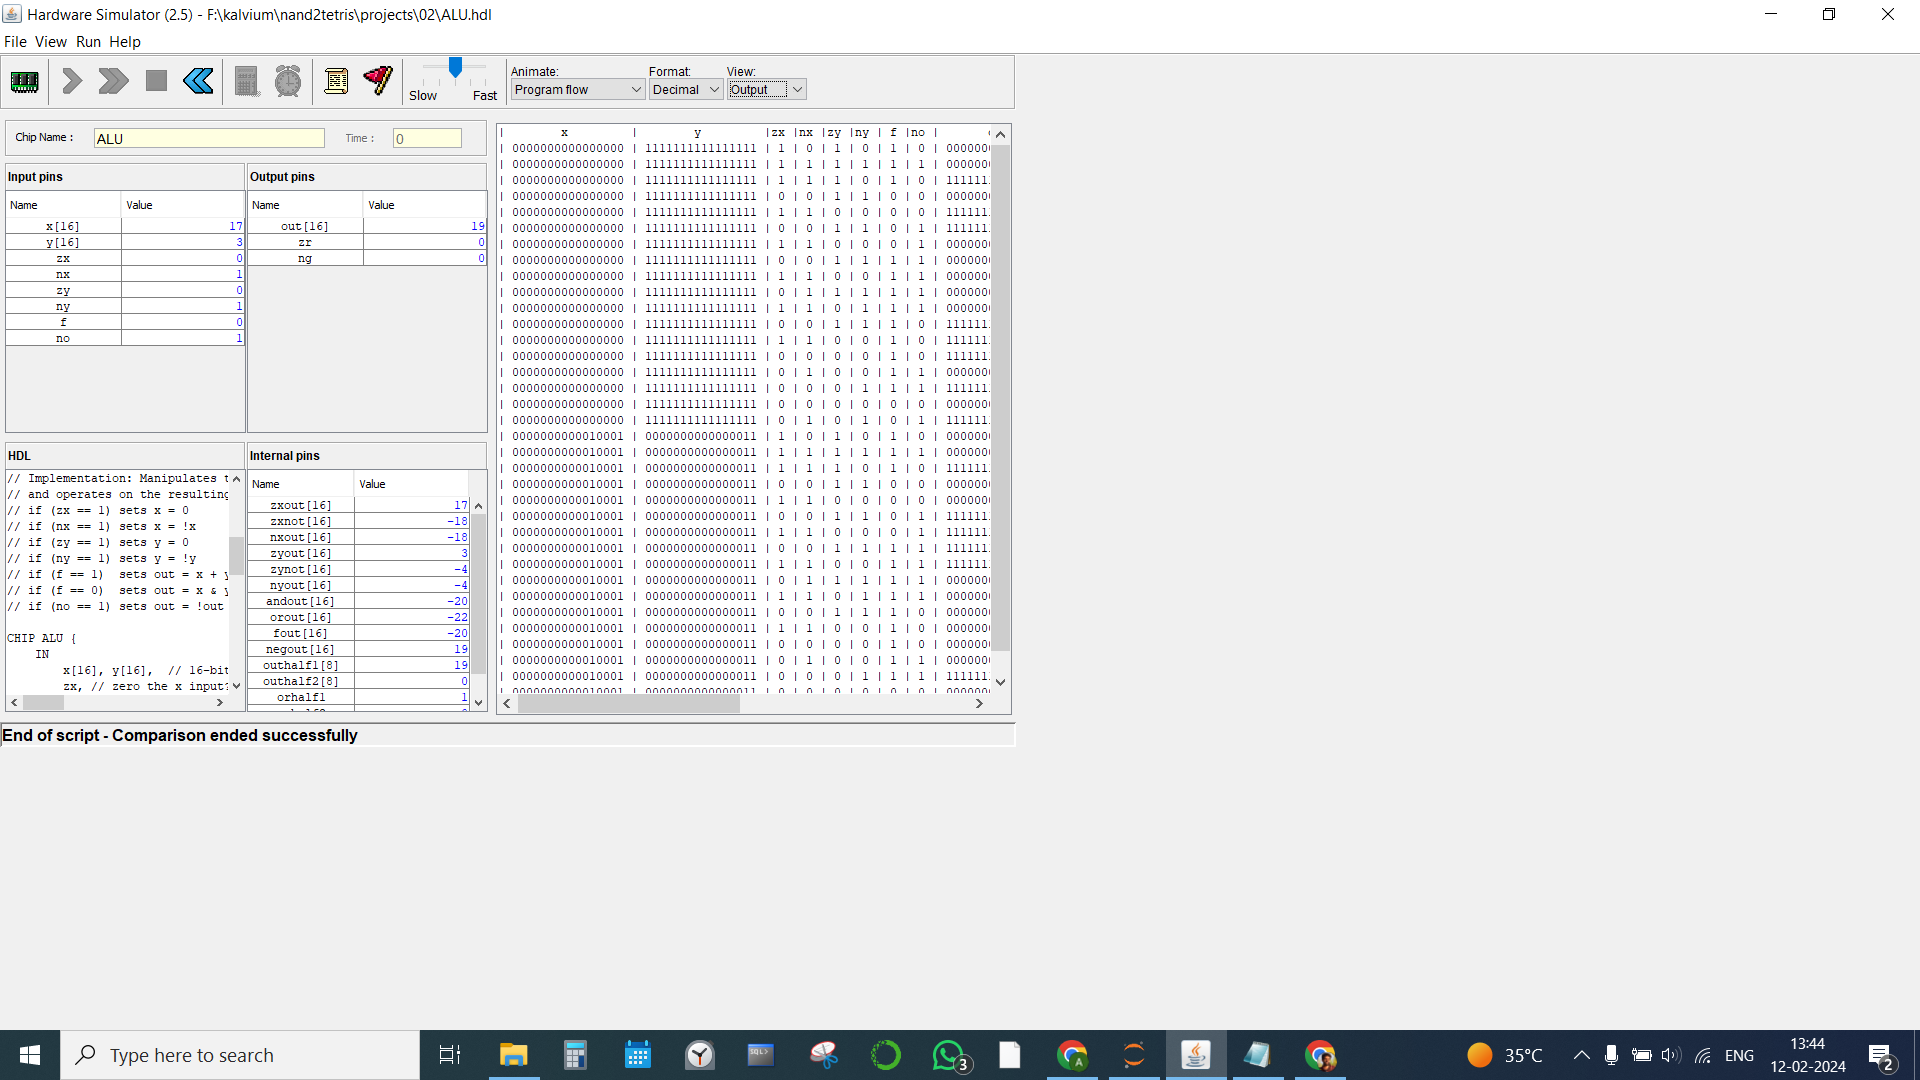 Hardware Simulator (2.5) - F:\kalvium\nand2tetris\projects\02\ALU.hdl
File View Run Help
Slow Fast
Animate: Format: View:
Program flow Decimal Output
Chip Name : ALU Time : 0
Input pins
Name Value
x[16] 17
y[16] 3
zx 0
nx 1
zy 0
ny 1
f 0
no 1
Output pins
Name Value
out[16] 19
zr 0
ng 0
HDL
// Implementation: Manipulates t
// and operates on the resulting
// if (zx == 1) sets x = 0
// if (nx == 1) sets x = !x
// if (zy == 1) sets y = 0
// if (ny == 1) sets y = !y
// if (f == 1)  sets out = x + y
// if (f == 0)  sets out = x & y
// if (no == 1) sets out = !out
CHIP ALU {
IN
x[16], y[16],  // 16-bit
zx, // zero the x input?
Internal pins
Name Value
zxout[16] 17
zxnot[16] -18
nxout[16] -18
zyout[16] 3
zynot[16] -4
nyout[16] -4
andout[16] -20
orout[16] -22
fout[16] -20
negout[16] 19
outhalf1[8] 19
outhalf2[8] 0
orhalf1 1
| x | y |zx |nx |zy |ny | f |no |
| 0000000000000000 | 1111111111111111 | 1 | 0 | 1 | 0 | 1 | 0 | 000000
| 0000000000000000 | 1111111111111111 | 1 | 1 | 1 | 1 | 1 | 1 | 000000
| 0000000000000000 | 1111111111111111 | 1 | 1 | 1 | 0 | 1 | 0 | 111111
| 0000000000000000 | 1111111111111111 | 0 | 0 | 1 | 1 | 0 | 0 | 000000
| 0000000000000000 | 1111111111111111 | 1 | 1 | 0 | 0 | 0 | 0 | 111111
| 0000000000000000 | 1111111111111111 | 0 | 0 | 1 | 1 | 0 | 1 | 111111
| 0000000000000000 | 1111111111111111 | 1 | 1 | 0 | 0 | 0 | 1 | 000000
| 0000000000000000 | 1111111111111111 | 0 | 0 | 1 | 1 | 1 | 1 | 000000
| 0000000000000000 | 1111111111111111 | 1 | 1 | 0 | 0 | 1 | 1 | 000000
| 0000000000000000 | 1111111111111111 | 0 | 1 | 1 | 1 | 1 | 1 | 000000
| 0000000000000000 | 1111111111111111 | 1 | 1 | 0 | 1 | 1 | 1 | 000000
| 0000000000000000 | 1111111111111111 | 0 | 0 | 1 | 1 | 1 | 0 | 111111
| 0000000000000000 | 1111111111111111 | 1 | 1 | 0 | 0 | 1 | 0 | 111111
| 0000000000000000 | 1111111111111111 | 0 | 0 | 0 | 0 | 1 | 0 | 111111
| 0000000000000000 | 1111111111111111 | 0 | 1 | 0 | 0 | 1 | 1 | 000000
| 0000000000000000 | 1111111111111111 | 0 | 0 | 0 | 1 | 1 | 1 | 111111
| 0000000000000000 | 1111111111111111 | 0 | 0 | 0 | 0 | 0 | 0 | 000000
| 0000000000000000 | 1111111111111111 | 0 | 1 | 0 | 1 | 0 | 1 | 111111
| 0000000000010001 | 0000000000000011 | 1 | 0 | 1 | 0 | 1 | 0 | 000000
| 0000000000010001 | 0000000000000011 | 1 | 1 | 1 | 1 | 1 | 1 | 000000
| 0000000000010001 | 0000000000000011 | 1 | 1 | 1 | 0 | 1 | 0 | 111111
| 0000000000010001 | 0000000000000011 | 0 | 0 | 1 | 1 | 0 | 0 | 000000
| 0000000000010001 | 0000000000000011 | 1 | 1 | 0 | 0 | 0 | 0 | 000000
| 0000000000010001 | 0000000000000011 | 0 | 0 | 1 | 1 | 0 | 1 | 111111
| 0000000000010001 | 0000000000000011 | 1 | 1 | 0 | 0 | 0 | 1 | 111111
| 0000000000010001 | 0000000000000011 | 0 | 0 | 1 | 1 | 1 | 1 | 111111
| 0000000000010001 | 0000000000000011 | 1 | 1 | 0 | 0 | 1 | 1 | 111111
| 0000000000010001 | 0000000000000011 | 0 | 1 | 1 | 1 | 1 | 1 | 000000
| 0000000000010001 | 0000000000000011 | 1 | 1 | 0 | 1 | 1 | 1 | 000000
| 0000000000010001 | 0000000000000011 | 0 | 0 | 1 | 1 | 1 | 0 | 000000
| 0000000000010001 | 0000000000000011 | 1 | 1 | 0 | 0 | 1 | 0 | 000000
| 0000000000010001 | 0000000000000011 | 0 | 0 | 0 | 0 | 1 | 0 | 000000
| 0000000000010001 | 0000000000000011 | 0 | 1 | 0 | 0 | 1 | 1 | 000000
| 0000000000010001 | 0000000000000011 | 0 | 0 | 0 | 1 | 1 | 1 | 111111
End of script - Comparison ended successfully
Type here to search
SQL>
3
A
35°C
ENG
13:44
12-02-2024
2